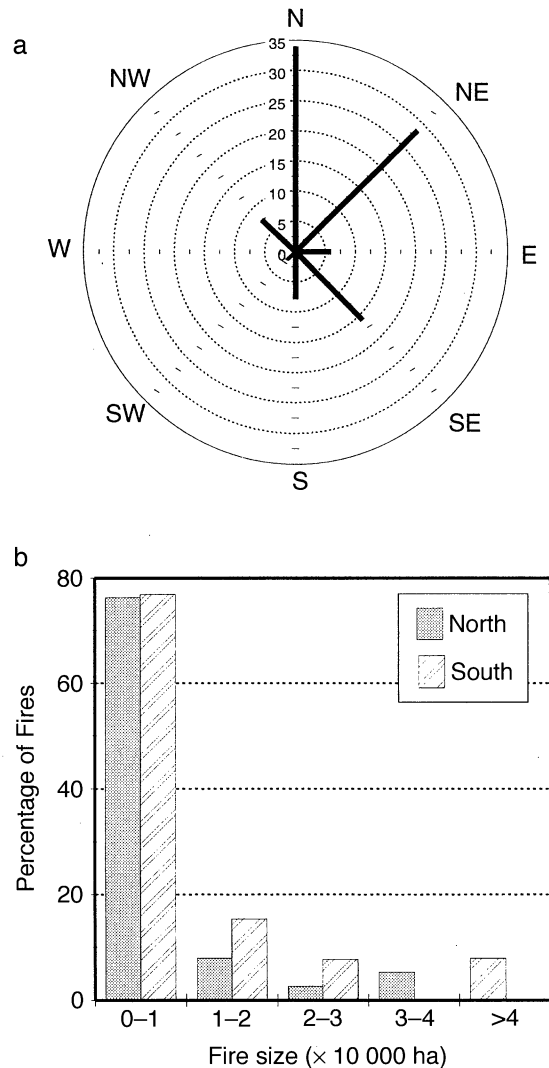 a
N
NW
NE
35
30
25
20
15
10
5
0
W
E
SW
SE
S
b
80
60
40
20
0
Percentage of Fires
North
South
0–1 1–2 2–3 3–4 >4
Fire size (× 10 000 ha)